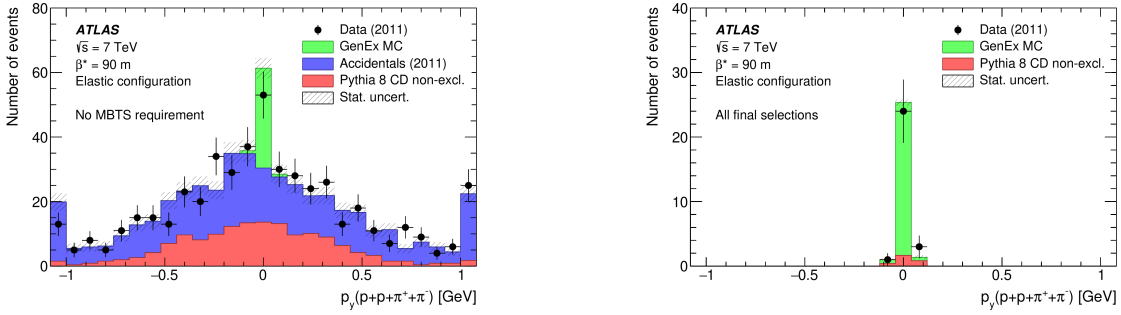 Number of events
80
60
40
20
0
ATLAS
√s = 7 TeV
β* = 90 m
Elastic configuration
No MBTS requirement
Data (2011)
GenEx MC
Accidentals (2011)
Pythia 8 CD non-excl.
Stat. uncert.
−1 −0.5 0 0.5 1
p_y(p+p+π⁺+π⁻) [GeV]
Number of events
40
30
20
10
0
ATLAS
√s = 7 TeV
β* = 90 m
Elastic configuration
All final selections
Data (2011)
GenEx MC
Pythia 8 CD non-excl.
Stat. uncert.
−1 −0.5 0 0.5 1
p_y(p+p+π⁺+π⁻) [GeV]